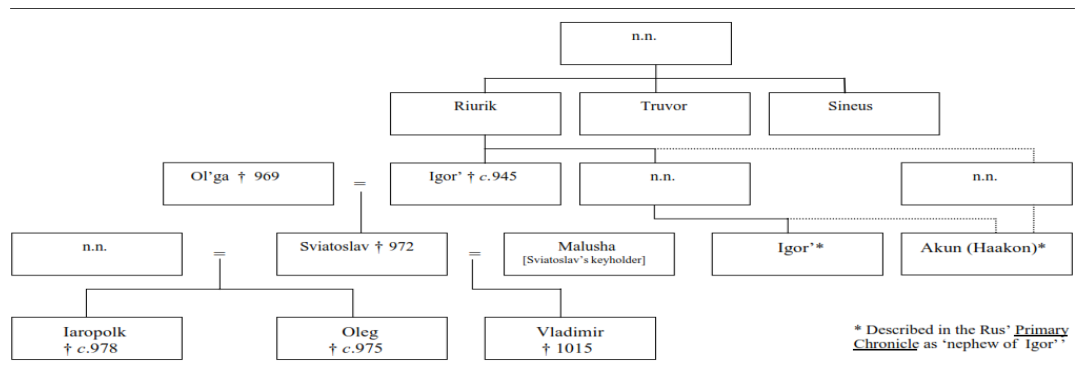 n.n.
Riurik
Truvor
Sineus
Ol’ga † 969
=
Igor’ † c.945
n.n.
n.n.
n.n.
=
Sviatoslav † 972
=
Malusha
[Sviatoslav’s keyholder]
Igor’*
Akun (Haakon)*
Iaropolk
† c.978
Oleg
† c.975
Vladimir
† 1015
* Described in the Rus’ Primary
Chronicle as ‘nephew of Igor’’